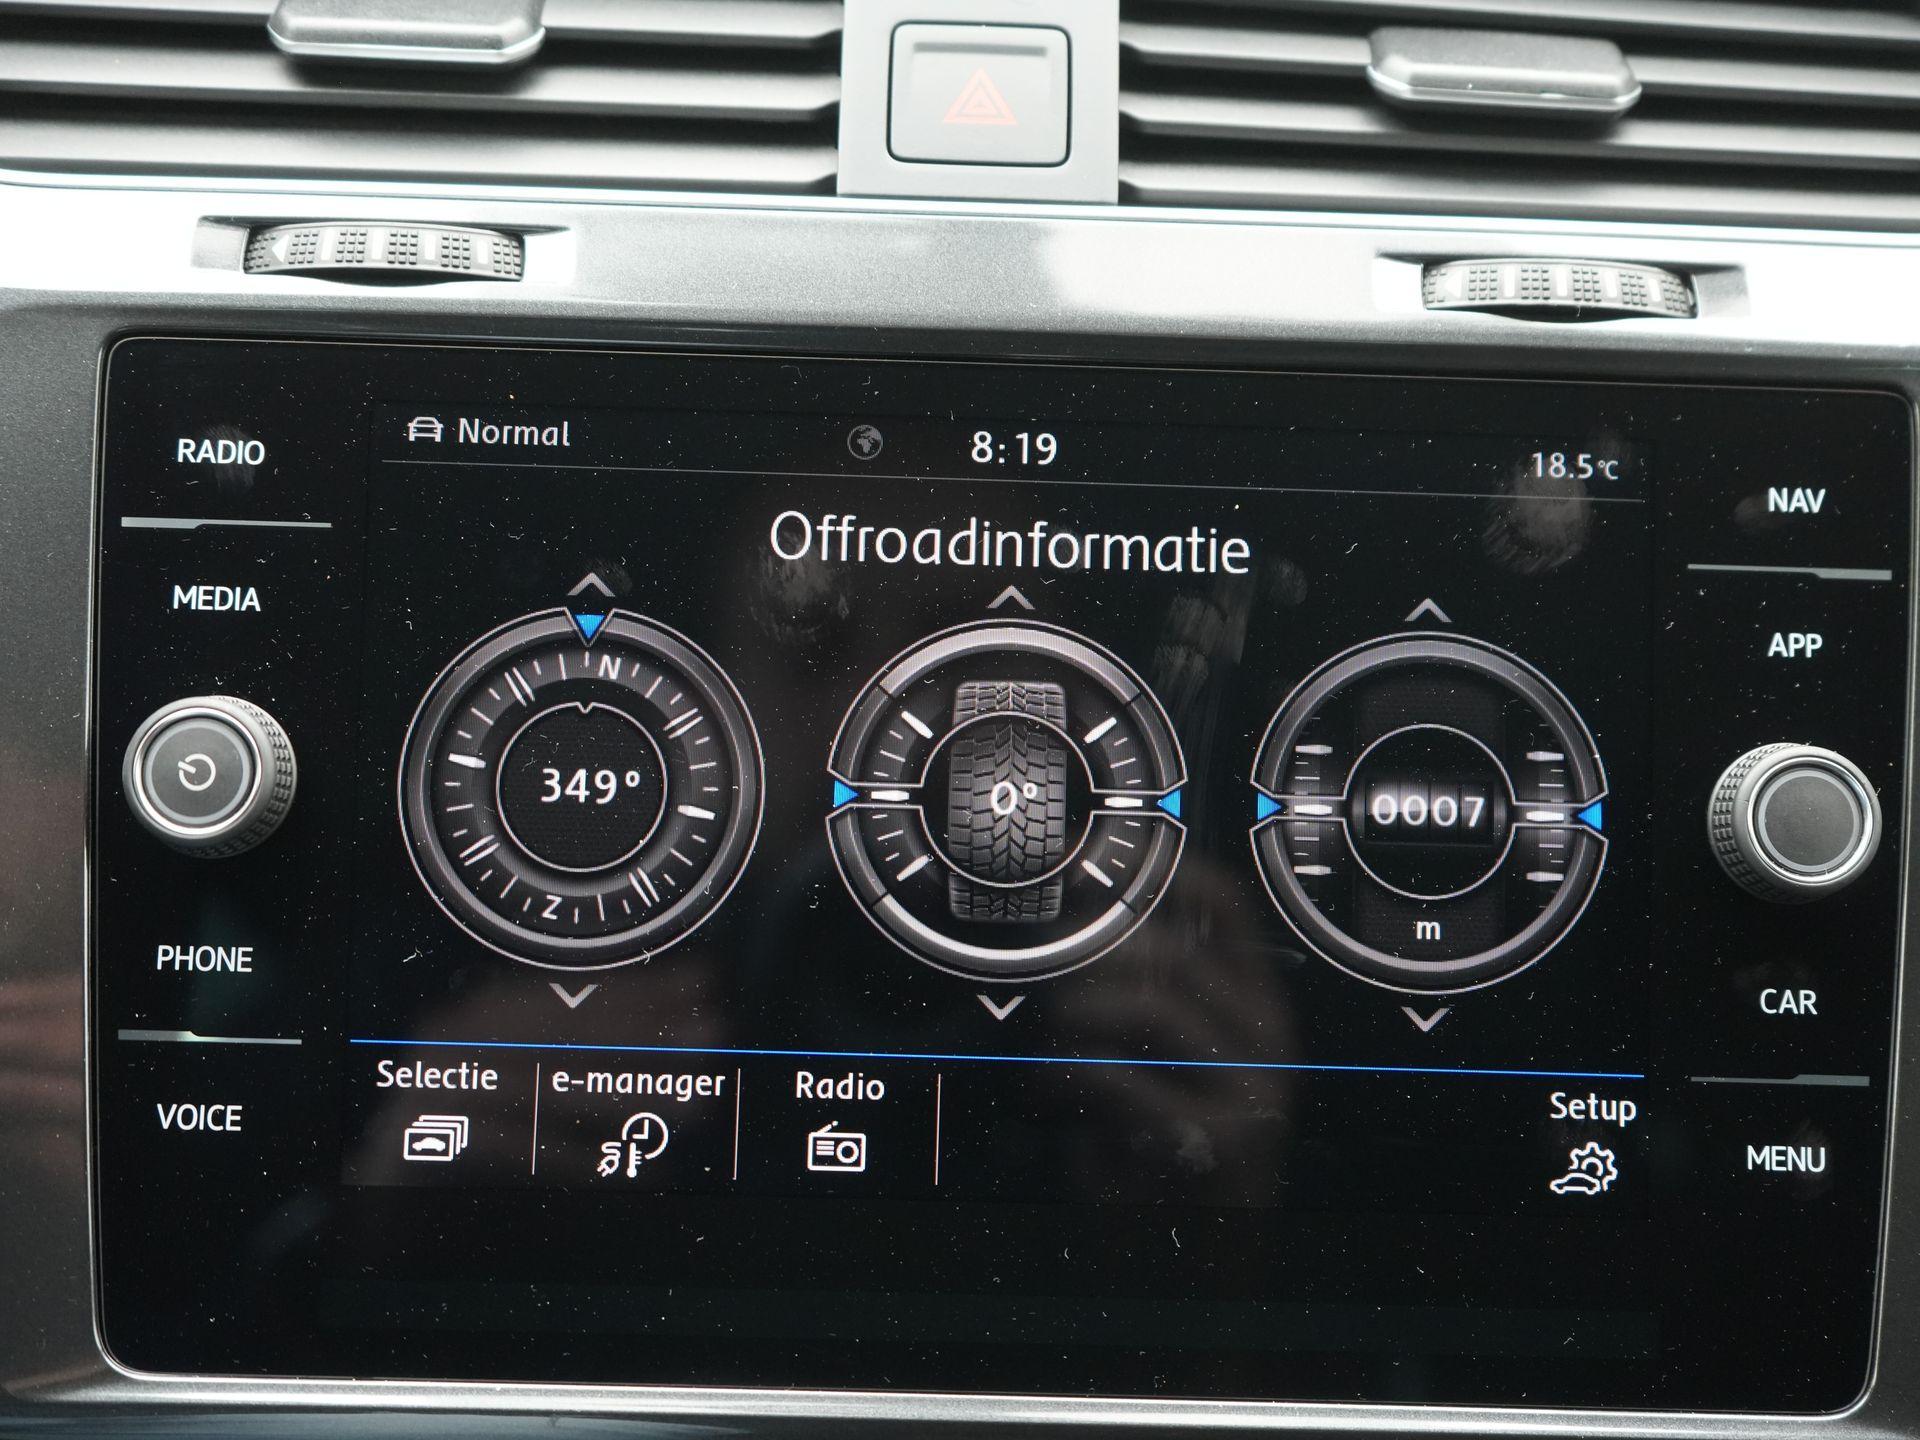 RADIO
MEDIA
PHONE
VOICE
Normal
8:19
18.5°C
Offroadinformatie
N
349°
Z
0°
0007
m
Selectie
e-manager
Radio
Setup
NAV
APP
CAR
MENU